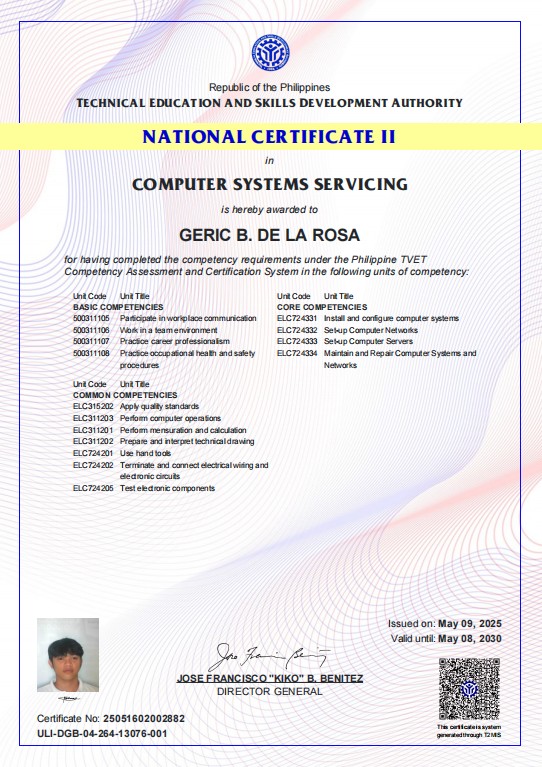 Republic of the Philippines
TECHNICAL EDUCATION AND SKILLS DEVELOPMENT AUTHORITY
NATIONAL CERTIFICATE II
in
COMPUTER SYSTEMS SERVICING
is hereby awarded to
GERIC B. DE LA ROSA
for having completed the competency requirements under the Philippine TVET
Competency Assessment and Certification System in the following units of competency:
Unit Code Unit Title
BASIC COMPETENCIES
500311105 Participate in workplace communication
500311106 Work in a team environment
500311107 Practice career professionalism
500311108 Practice occupational health and safety
procedures
Unit Code Unit Title
COMMON COMPETENCIES
ELC315202 Apply quality standards
ELC311203 Perform computer operations
ELC311201 Perform mensuration and calculation
ELC311202 Prepare and interpret technical drawing
ELC724201 Use hand tools
ELC724202 Terminate and connect electrical wiring and
electronic circuits
ELC724205 Test electronic components
Unit Code Unit Title
CORE COMPETENCIES
ELC724331 Install and configure computer systems
ELC724332 Set-up Computer Networks
ELC724333 Set-up Computer Servers
ELC724334 Maintain and Repair Computer Systems and
Networks
Issued on: May 09, 2025
Valid until: May 08, 2030
JOSE FRANCISCO "KIKO" B. BENITEZ
DIRECTOR GENERAL
Certificate No: 25051602002882
ULI-DGB-04-264-13076-001
This certificate is system
generated through T2MIS